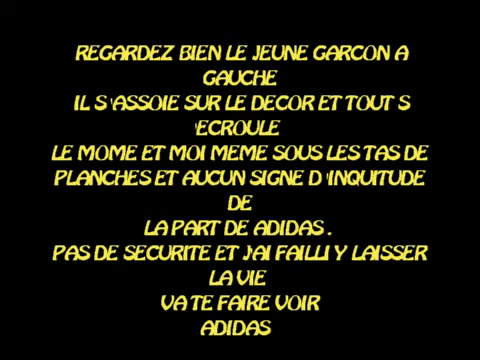 REGARDEZ BIEN LE JEUNE GARCON A
GAUCHE
IL S'ASSOIE SUR LE DECOR ET TOUT S
'ECROULE
LE MOME ET MOI MEME SOUS LES TAS DE
PLANCHES ET AUCUN SIGNE D'INQUITUDE
DE
LA PART DE ADIDAS .
PAS DE SECURITE ET J'AI FAILLI Y LAISSER
LA VIE
VA TE FAIRE VOIR
ADIDAS